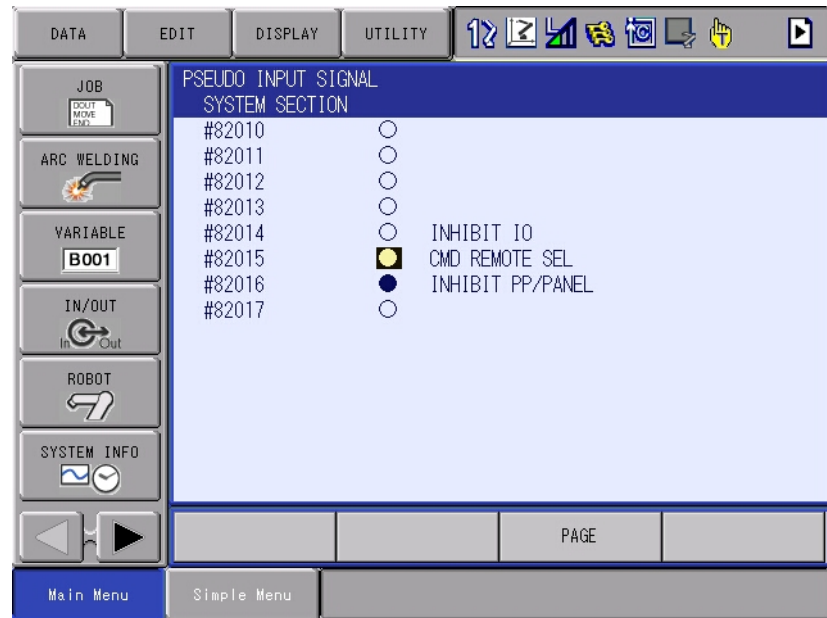 DATA
EDIT
DISPLAY
UTILITY
JOB
DOUT
MOVE
END
ARC WELDING
VARIABLE
B001
IN/OUT
In Out
ROBOT
SYSTEM INFO
PSEUDO INPUT SIGNAL
SYSTEM SECTION
#82010
#82011
#82012
#82013
#82014 INHIBIT IO
#82015 CMD REMOTE SEL
#82016 INHIBIT PP/PANEL
#82017
PAGE
Main Menu
Simple Menu